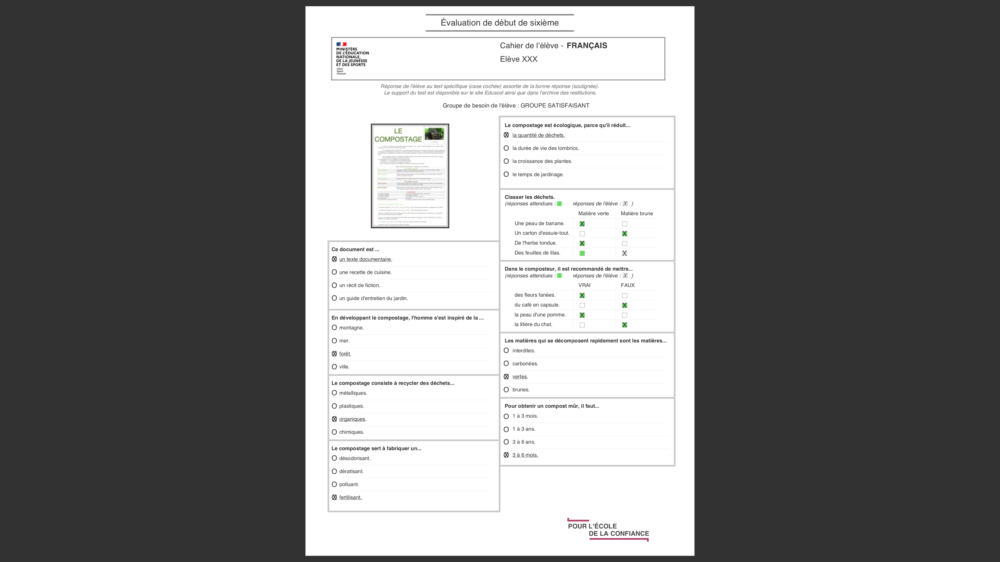 Évaluation de début de sixième
MINISTÈRE
DE L'ÉDUCATION
NATIONALE,
DE LA JEUNESSE
ET DES SPORTS
Liberté
Égalité
Fraternité
Cahier de l'élève - FRANÇAIS
Elève XXX
Réponse de l'élève au test spécifique (case cochée) assortie de la bonne réponse (soulignée).
Le support du test est disponible sur le site Eduscol ainsi que dans l'archive des restitutions.
Groupe de besoin de l'élève : GROUPE SATISFAISANT
LE
COMPOSTAGE
Ce document est ...
un texte documentaire.
une recette de cuisine.
un récit de fiction.
un guide d'entretien du jardin.
En développant le compostage, l'homme s'est inspiré de la ...
montagne.
mer.
forêt.
ville.
Le compostage consiste à recycler des déchets...
métalliques.
plastiques.
organiques.
chimiques.
Le compostage sert à fabriquer un...
désodorisant.
dératisant.
polluant.
fertilisant.
Le compostage est écologique, parce qu'il réduit...
la quantité de déchets.
la durée de vie des lombrics.
la croissance des plantes.
le temps de jardinage.
Classer les déchets.
(réponses attendues : réponses de l'élève : X )
Matière verte Matière brune
Une peau de banane. X
Un carton d'essuie-tout. X
De l'herbe tondue. X
Des feuilles de lilas. X
Dans le composteur, il est recommandé de mettre...
(réponses attendues : réponses de l'élève : X )
VRAI FAUX
des fleurs fanées. X
du café en capsule. X
la peau d'une pomme. X
la litière du chat. X
Les matières qui se décomposent rapidement sont les matières...
interdites.
carbonées.
vertes.
brunes.
Pour obtenir un compost mûr, il faut...
1 à 3 mois.
1 à 3 ans.
3 à 6 ans.
3 à 6 mois.
POUR L'ÉCOLE
DE LA CONFIANCE